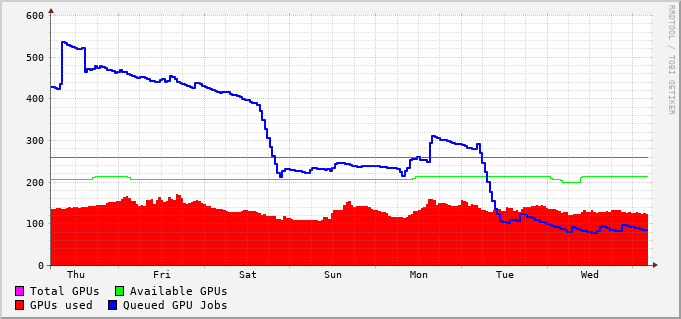 600
500
400
300
200
100
0
Thu Fri Sat Sun Mon Tue Wed
Total GPUs Available GPUs
GPUs used Queued GPU Jobs
RRDTOOL / TOBI OETIKER